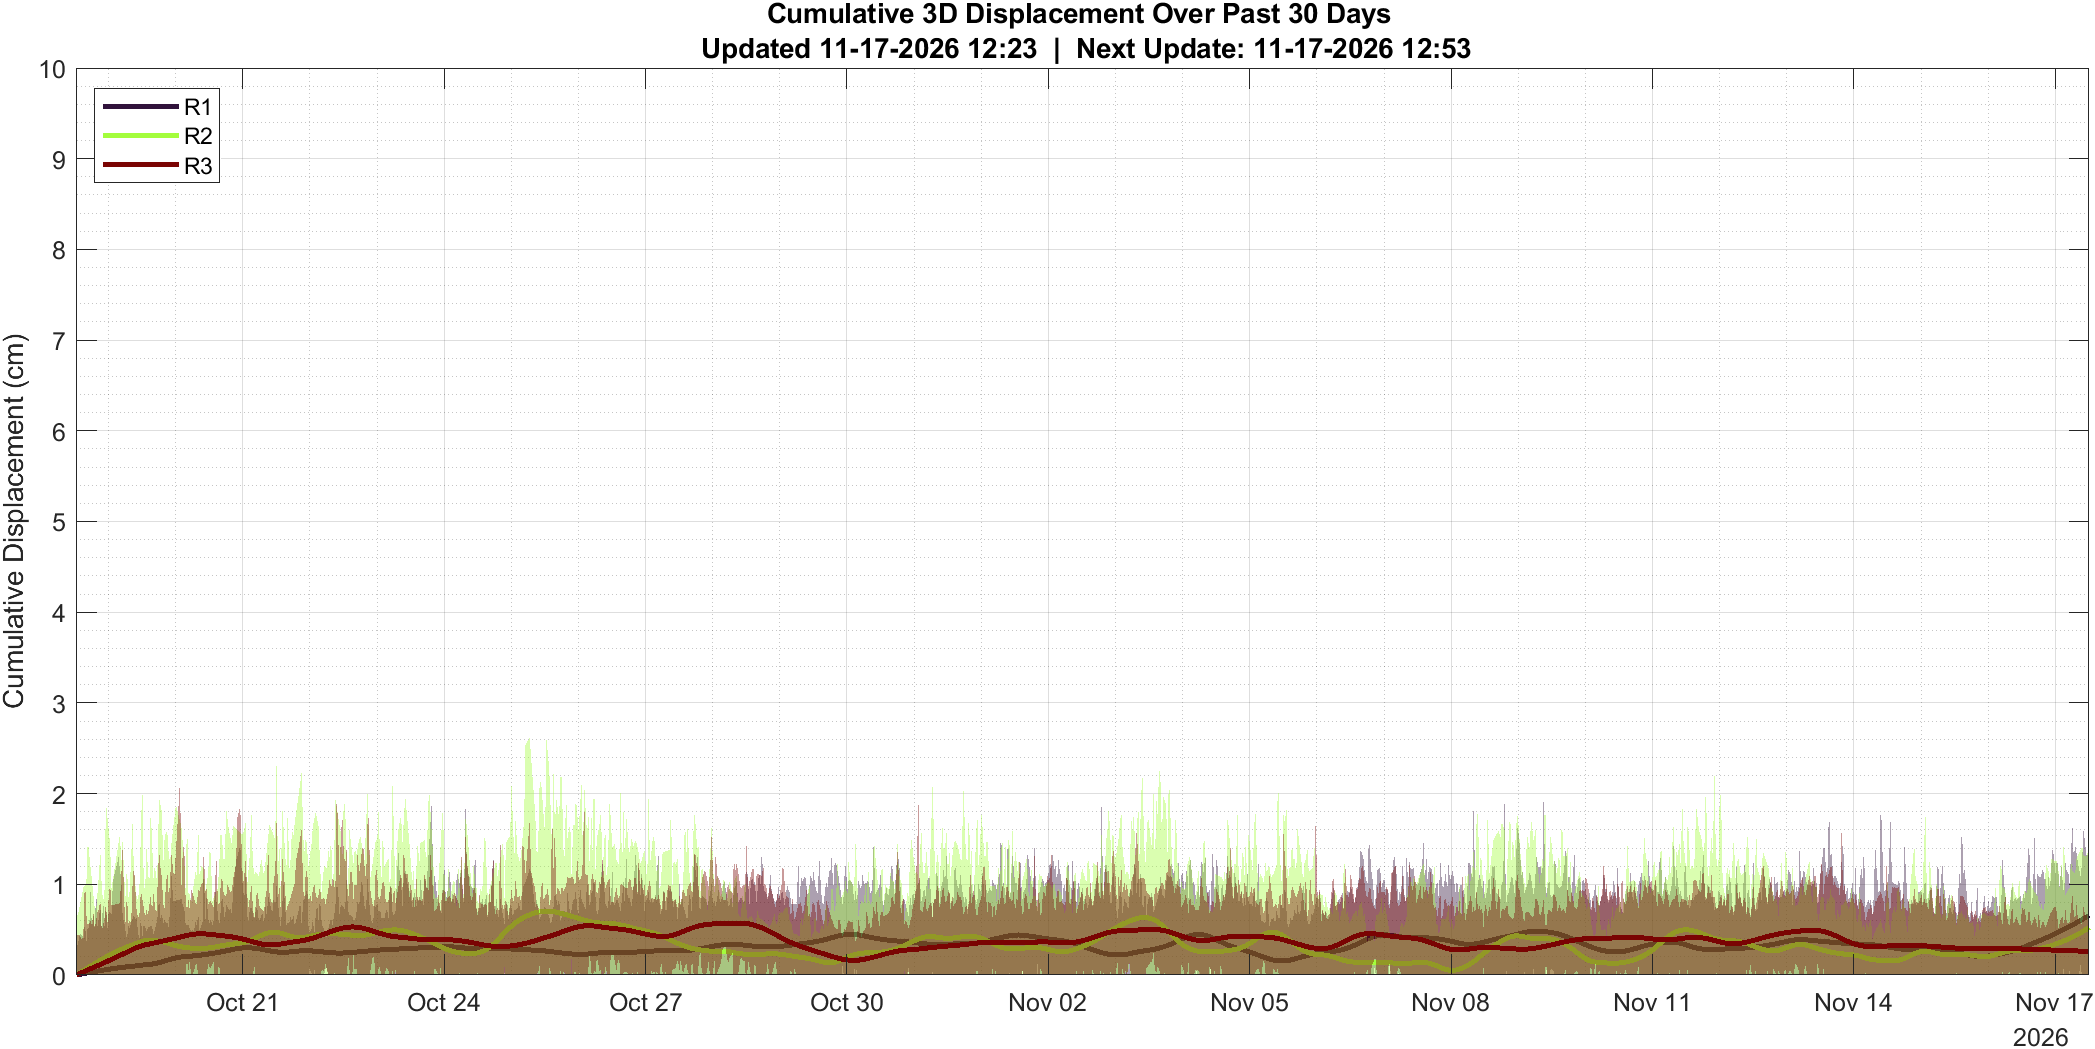 Cumulative 3D Displacement Over Past 30 Days
Updated 11-17-2026 12:23 | Next Update: 11-17-2026 12:53
Cumulative Displacement (cm)
10
9
8
7
6
5
4
3
2
1
0
R1
R2
R3
Oct 21 Oct 24 Oct 27 Oct 30 Nov 02 Nov 05 Nov 08 Nov 11 Nov 14 Nov 17
2026